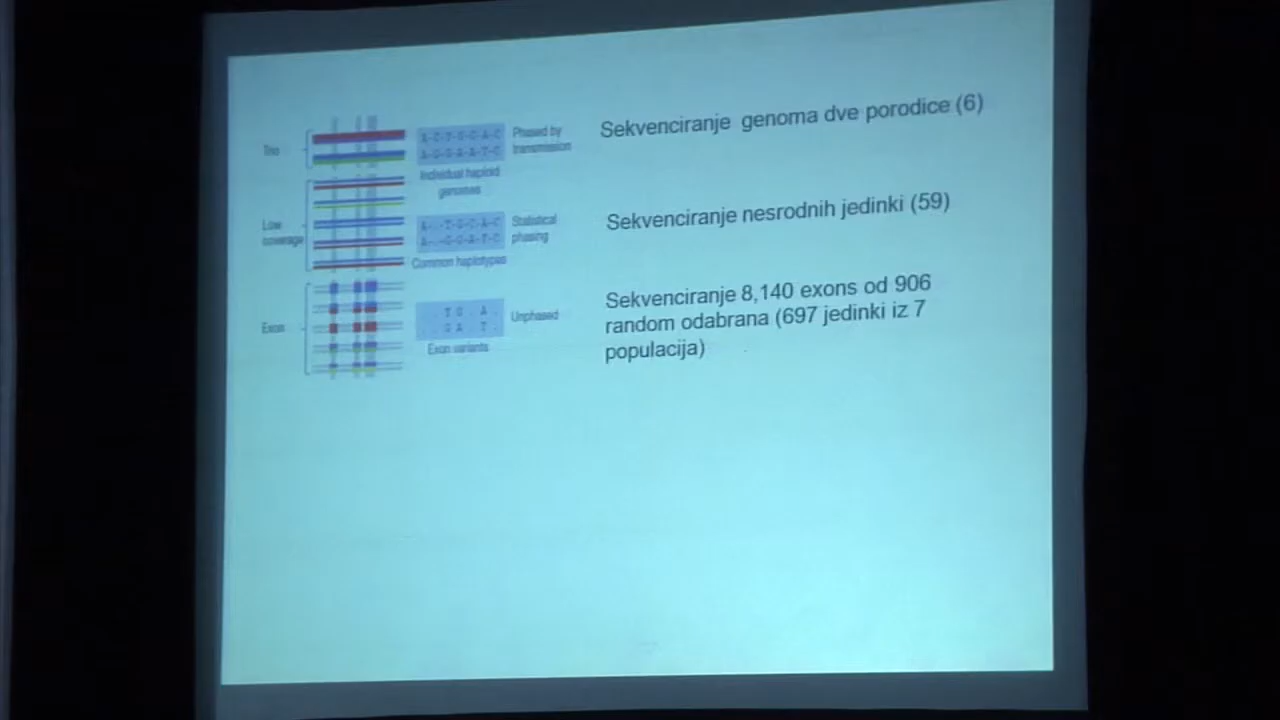 Sekvenciranje genoma dve porodice (6)
Trio
A-C-T-G-C-A-C
A-G-G-A-A-T-C
Phased by
transmission
Individual haploid
genomes
Sekvenciranje nesrodnih jedinki (59)
Low
coverage
Statistical
phasing
Common haplotypes
Sekvenciranje 8,140 exons od 906
random odabrana (697 jedinki iz 7
populacija)
Exon
T G . A
G A T
Unphased
Exon variants